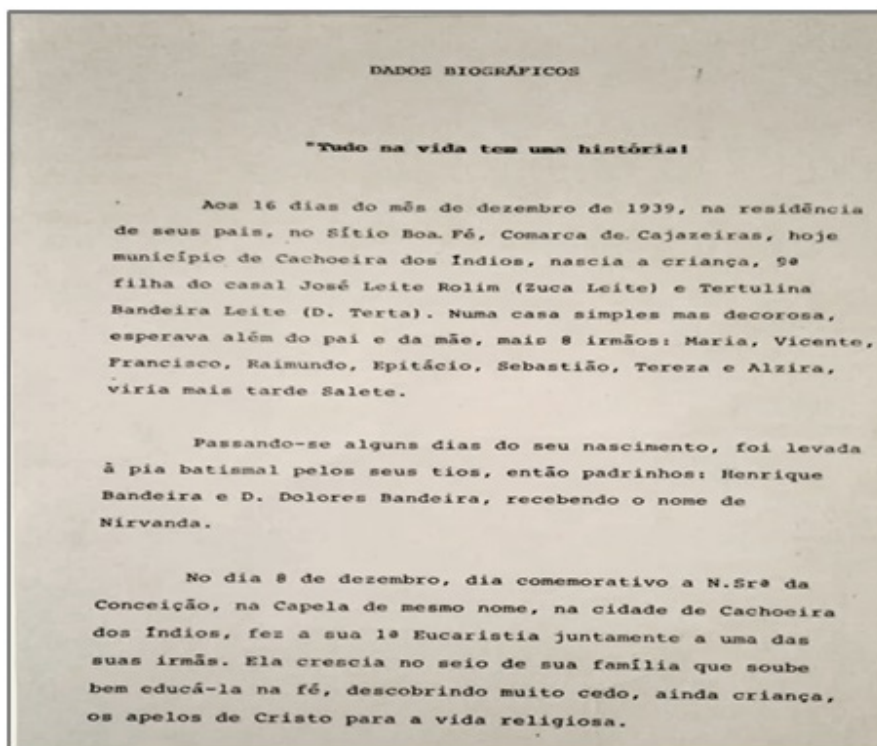 DADOS BIOGRÁFICOS
"Tudo na vida tem uma história!
Aos 16 dias do mês de dezembro de 1939, na residência
de seus pais, no Sítio Boa Fé, Comarca de Cajazeiras, hoje
município de Cachoeira dos Índios, nascia a criança, 9ª
filha do casal José Leite Rolim (Zuca Leite) e Tertulina
Bandeira Leite (D. Terta). Numa casa simples mas decorosa,
esperava além do pai e da mãe, mais 8 irmãos: Maria, Vicente,
Francisco, Raimundo, Epitácio, Sebastião, Tereza e Alzira,
viria mais tarde Salete.
Passando-se alguns dias do seu nascimento, foi levada
à pia batismal pelos seus tios, então padrinhos: Henrique
Bandeira e D. Dolores Bandeira, recebendo o nome de
Nirvanda.
No dia 8 de dezembro, dia comemorativo a N.Srª da
Conceição, na Capela de mesmo nome, na cidade de Cachoeira
dos Índios, fez a sua 1ª Eucaristia juntamente a uma das
suas irmãs. Ela crescia no seio de sua família que soube
bem educá-la na fé, descobrindo muito cedo, ainda criança,
os apelos de Cristo para a vida religiosa.